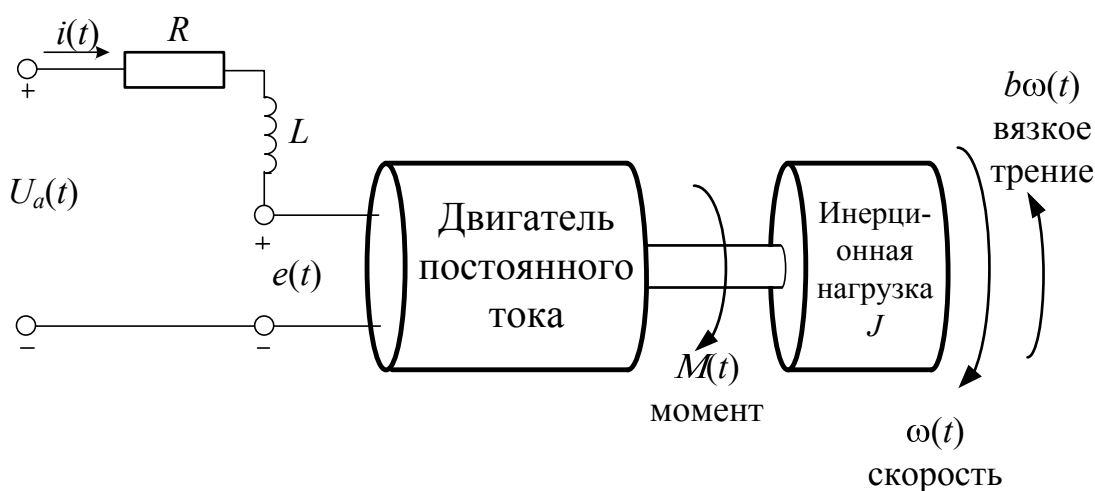 i(t)
R
+
L
U_a(t)
+
e(t)
–
–
Двигатель
постоянного
тока
M(t)
момент
Инерци-
онная
нагрузка
J
bω(t)
вязкое
трение
ω(t)
скорость